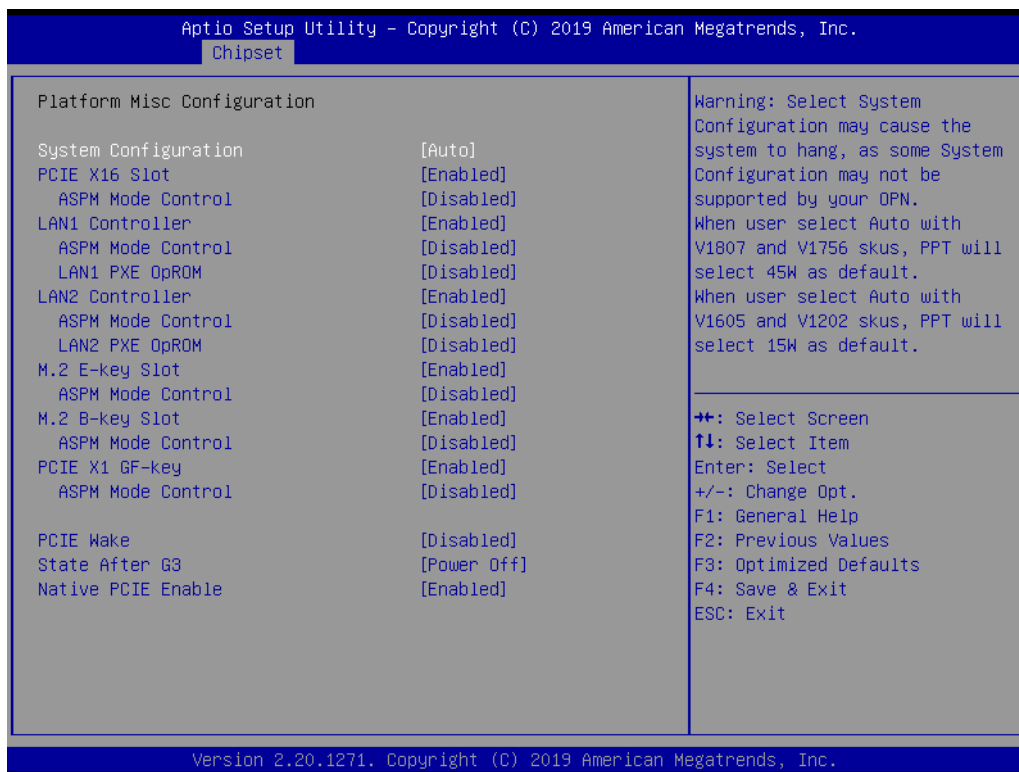 Aptio Setup Utility – Copyright (C) 2019 American Megatrends, Inc.
Chipset
Platform Misc Configuration
System Configuration [Auto]
PCIE X16 Slot [Enabled]
ASPM Mode Control [Disabled]
LAN1 Controller [Enabled]
ASPM Mode Control [Disabled]
LAN1 PXE OpROM [Disabled]
LAN2 Controller [Enabled]
ASPM Mode Control [Disabled]
LAN2 PXE OpROM [Disabled]
M.2 E-key Slot [Enabled]
ASPM Mode Control [Disabled]
M.2 B-key Slot [Enabled]
ASPM Mode Control [Disabled]
PCIE X1 GF-key [Enabled]
ASPM Mode Control [Disabled]
PCIE Wake [Disabled]
State After G3 [Power Off]
Native PCIE Enable [Enabled]
Warning: Select System
Configuration may cause the
system to hang, as some System
Configuration may not be
supported by your OPN.
When user select Auto with
V1807 and V1756 skus, PPT will
select 45W as default.
When user select Auto with
V1605 and V1202 skus, PPT will
select 15W as default.
→←: Select Screen
↑↓: Select Item
Enter: Select
+/-: Change Opt.
F1: General Help
F2: Previous Values
F3: Optimized Defaults
F4: Save & Exit
ESC: Exit
Version 2.20.1271. Copyright (C) 2019 American Megatrends, Inc.